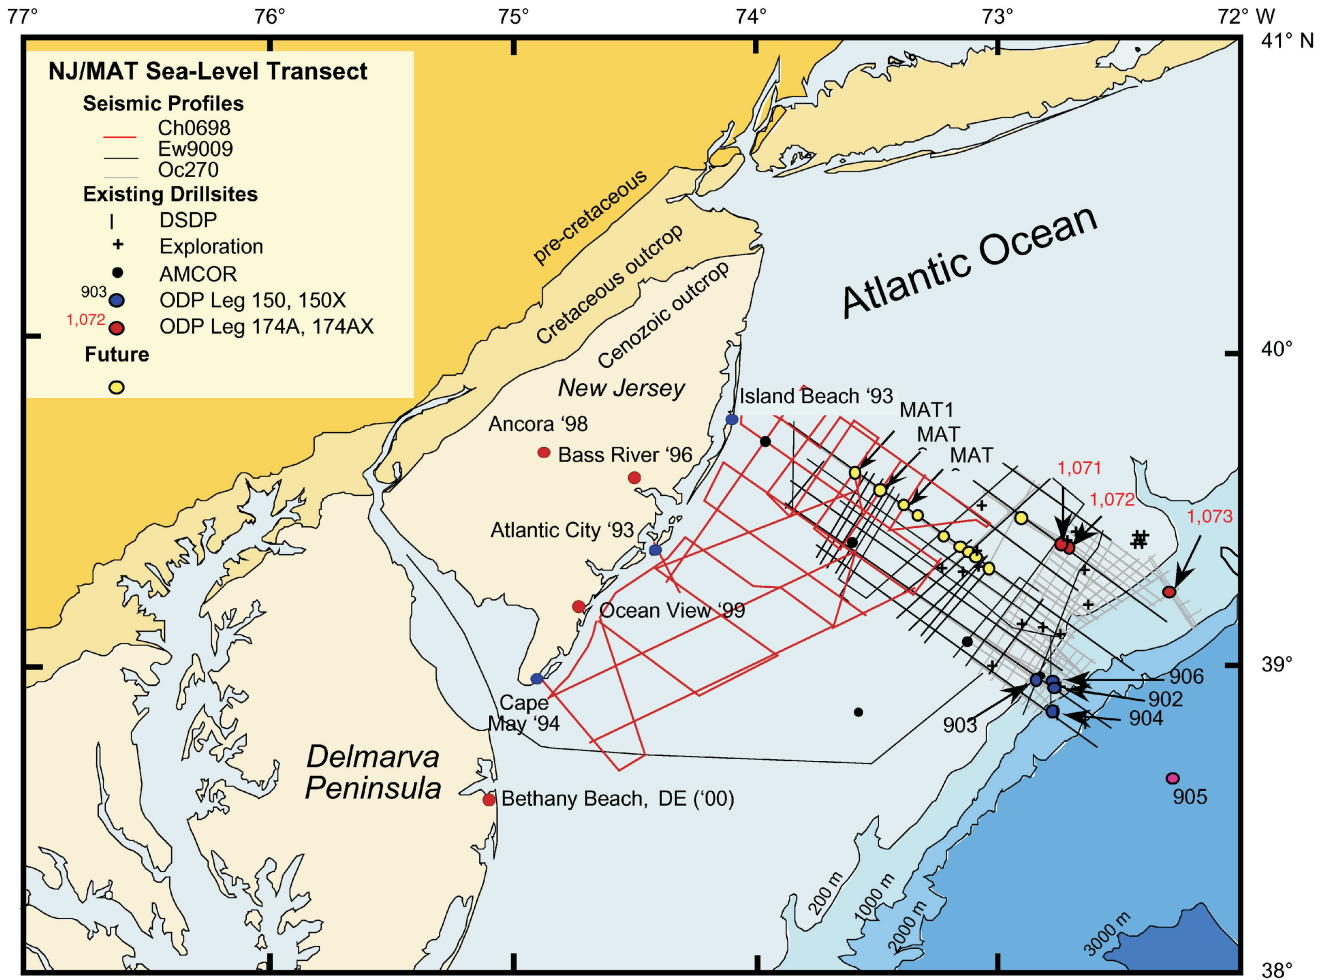 77°
76°
75°
74°
73°
72° W
41° N
NJ/MAT Sea-Level Transect
Seismic Profiles
Ch0698
Ew9009
Oc270
Existing Drillsites
DSDP
Exploration
AMCOR
903
ODP Leg 150, 150X
1,072
ODP Leg 174A, 174AX
Future
pre-cretaceous
Cretaceous outcrop
Cenozoic outcrop
Atlantic Ocean
40°
New Jersey
Island Beach ‘93
MAT1
MAT
MAT
Ancora ‘98
Bass River ‘96
1,071
1,072
1,073
Atlantic City ‘93
Ocean View ‘99
39°
Cape
May ‘94
906
902
904
903
Delmarva
Peninsula
Bethany Beach, DE (‘00)
905
200 m
1000 m
2000 m
3000 m
38°